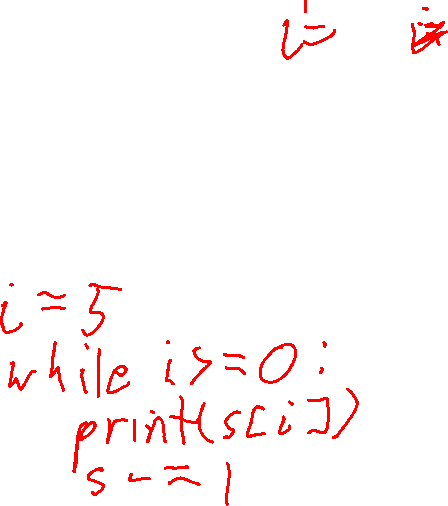 i=
i=5
while i>=0:
print(s[i])
s-=1